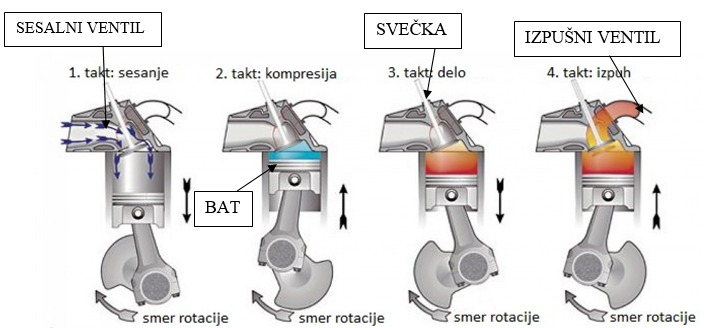 SESALNI VENTIL
SVEČKA
IZPUŠNI VENTIL
1. takt: sesanje
2. takt: kompresija
3. takt: delo
4. takt: izpuh
BAT
smer rotacije
smer rotacije
smer rotacije
smer rotacije